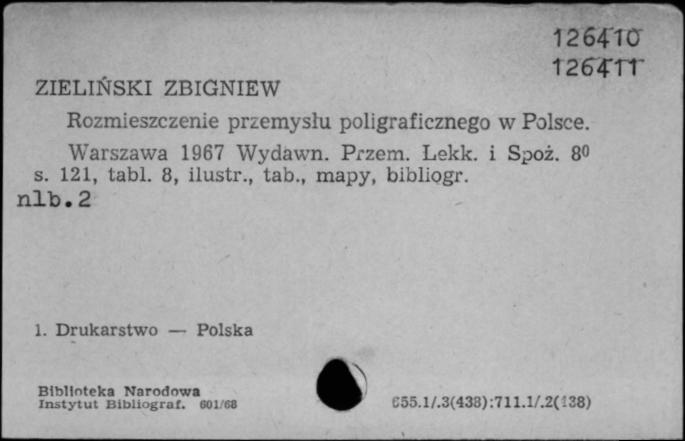 126410
126411
ZIELIŃSKI ZBIGNIEW
Rozmieszczenie przemysłu poligraficznego w Polsce.
Warszawa 1967 Wydawn. Przem. Lekk. i Spoż. 8⁰
s. 121, tabl. 8, ilustr., tab., mapy, bibliogr.
nlb.2
1. Drukarstwo — Polska
Biblioteka Narodowa
Instytut Bibliograf. 601/68
655.1/.3(438):711.1/.2(438)